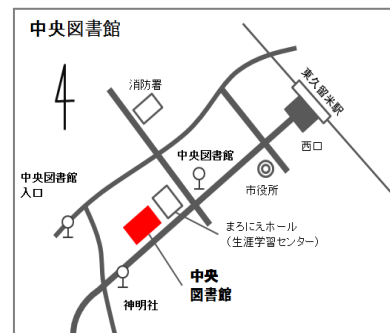 中央図書館
消防署
東久留米駅
西口
中央図書館
市役所
中央図書館
入口
まろにえホール
(生涯学習センター)
中央
図書館
神明社